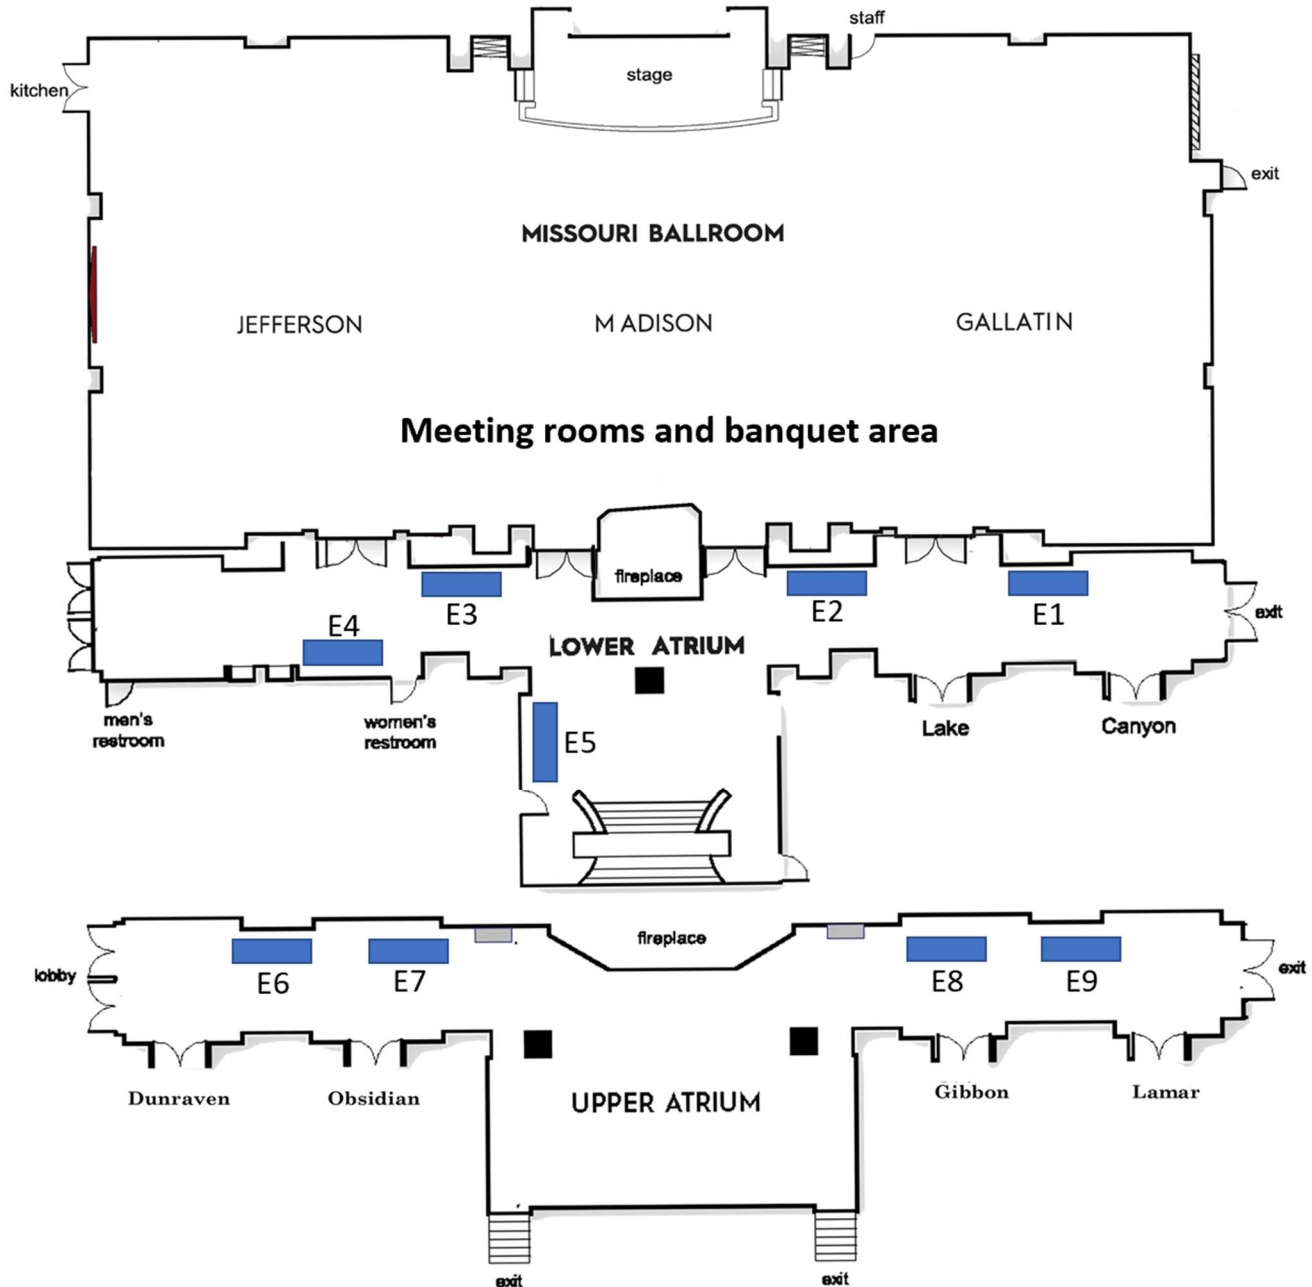 staff
stage
kitchen
exit
MISSOURI BALLROOM
JEFFERSON
MADISON
GALLATIN
Meeting rooms and banquet area
fireplace
E3
E2
E1
E4
exit
LOWER ATRIUM
men's
restroom
women's
restroom
E5
Lake
Canyon
fireplace
lobby
E6
E7
E8
E9
exit
Dunraven
Obsidian
Gibbon
Lamar
UPPER ATRIUM
exit
exit